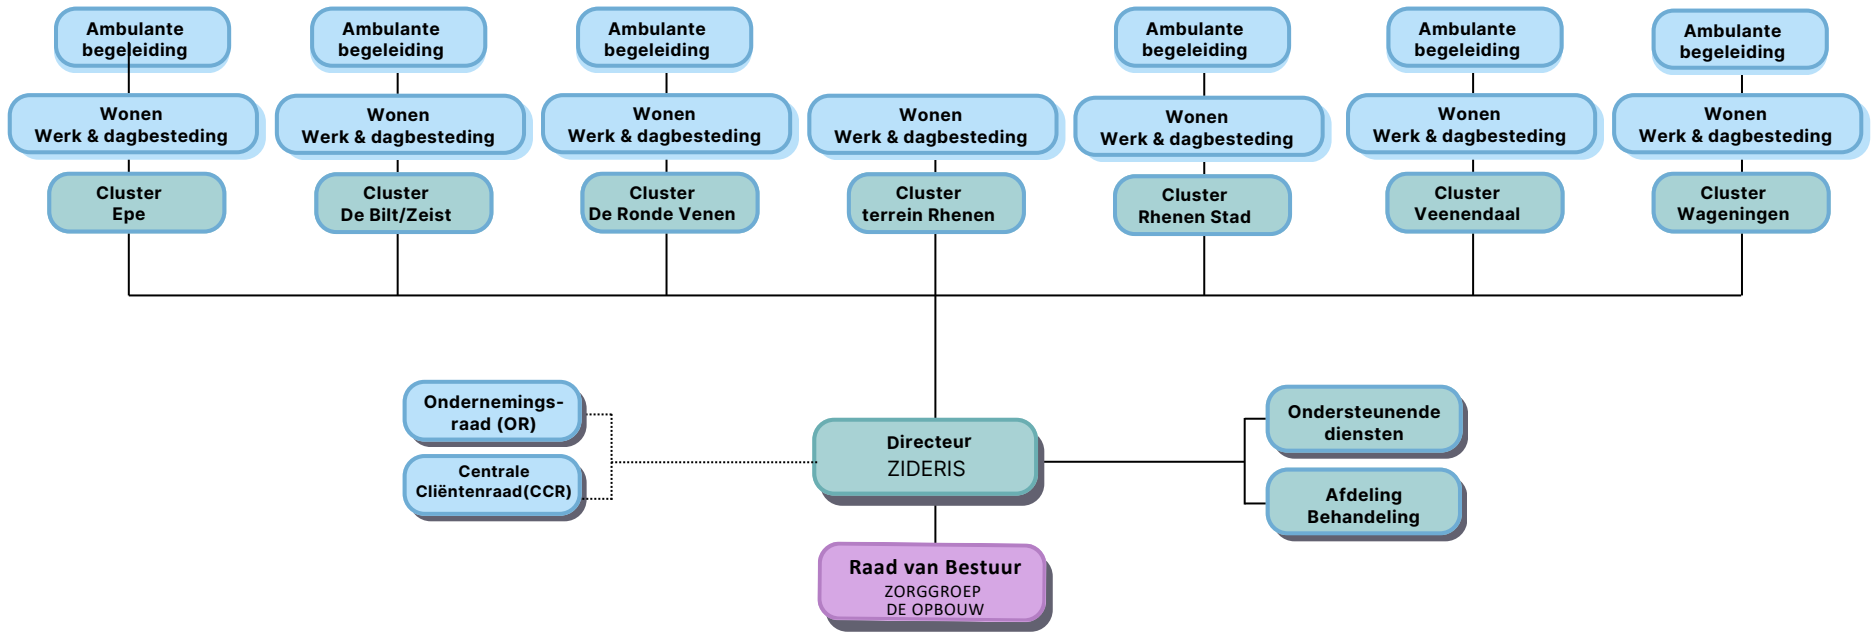 Ambulante
begeleiding
Ambulante
begeleiding
Ambulante
begeleiding
Ambulante
begeleiding
Ambulante
begeleiding
Ambulante
begeleiding
Wonen
Werk & dagbesteding
Wonen
Werk & dagbesteding
Wonen
Werk & dagbesteding
Wonen
Werk & dagbesteding
Wonen
Werk & dagbesteding
Wonen
Werk & dagbesteding
Wonen
Werk & dagbesteding
Cluster
Epe
Cluster
De Bilt/Zeist
Cluster
De Ronde Venen
Cluster
terrein Rhenen
Cluster
Rhenen Stad
Cluster
Veenendaal
Cluster
Wageningen
Ondernemings-
raad (OR)
Centrale
Cliëntenraad(CCR)
Directeur
ZIDERIS
Ondersteunende
diensten
Afdeling
Behandeling
Raad van Bestuur
ZORGGROEP
DE OPBOUW